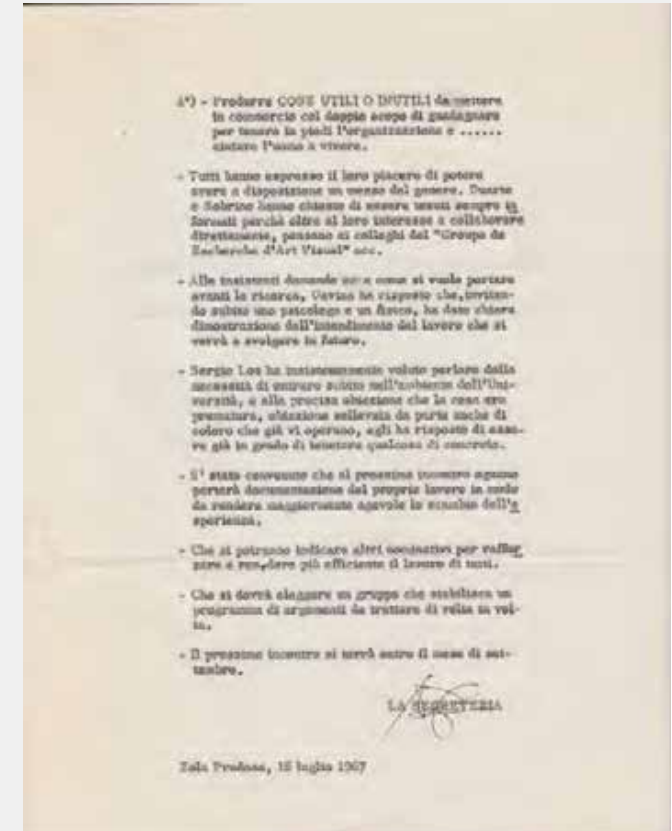 4°) - Produrre COSE UTILI O INUTILI da mettere
in commercio col doppio scopo di guadagnare
per tenere in piedi l'organizzazione e ......
aiutare l'uomo a vivere.
- Tutti hanno espresso il loro piacere di potere
avere a disposizione un mezzo del genere. Duarte
e Sobrino hanno chiesto di essere tenuti sempre in
formati perchè oltre al loro interesse a collaborare
direttamente, pensano ai colleghi del "Groupe de
Recherche d'Art Visuel" ecc.
- Alle insistenti domande su come si vuole portare
avanti la ricerca, ha risposto che, invitan-
do subito uno psicologo e un fisico, ha dato chiara
dimostrazione dell'intendimento del lavoro che si
verrà a svolgere in futuro.
- Sergio Los ha insistentemente voluto parlare della
necessità di entrare subito nell'ambiente dell'Uni-
versità, e alla precisa obiezione che la cosa era
prematura, obiezione sollevata da parte anche di
coloro che già vi operano, egli ha risposto di esse-
re già in grado di tentare qualcosa di concreto.
- E' stato convenuto che al prossimo incontro ognuno
porterà documentazione del proprio lavoro in modo
da rendere maggiormente agevole lo scambio dell'e
sperienza.
- Che si potranno indicare altri nominativi per raffor
zare e rendere più efficiente il lavoro di tutti.
- Che si dovrà eleggere un gruppo che stabilisca un
programma di argomenti da trattare di volta in vol-
ta.
- Il prossimo incontro si terrà entro il mese di set-
tembre.
LA SEGRETERIA
Zola Predosa, 15 luglio 1967